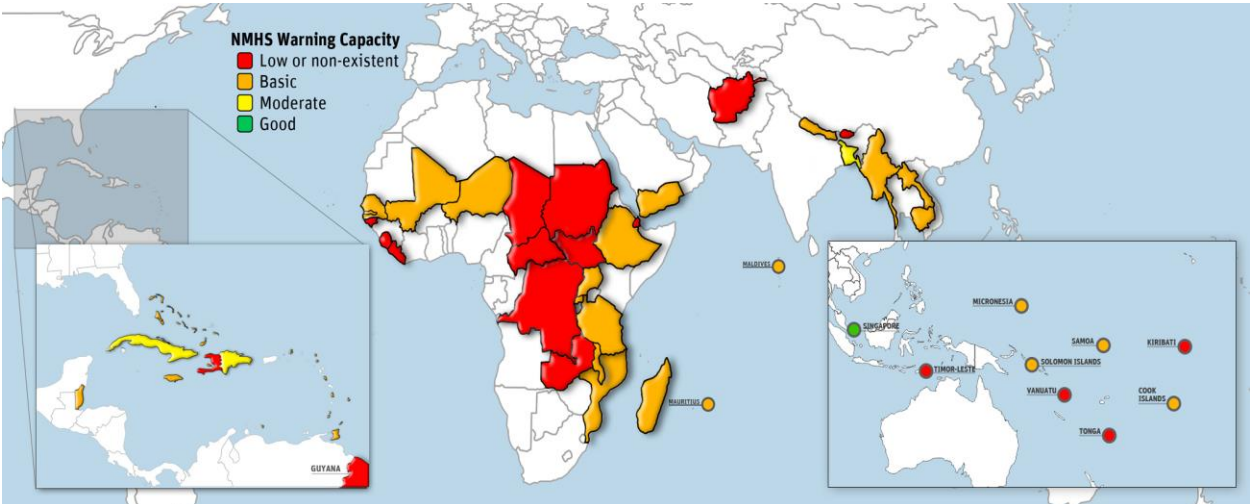 NMHS Warning Capacity
Low or non-existent
Basic
Moderate
Good
MALDIVES
MAURITIUS
GUYANA
MICRONESIA
SINGAPORE
SAMOA
KIRIBATI
SOLOMON ISLANDS
TIMOR-LESTE
VANUATU
COOK
ISLANDS
TONGA